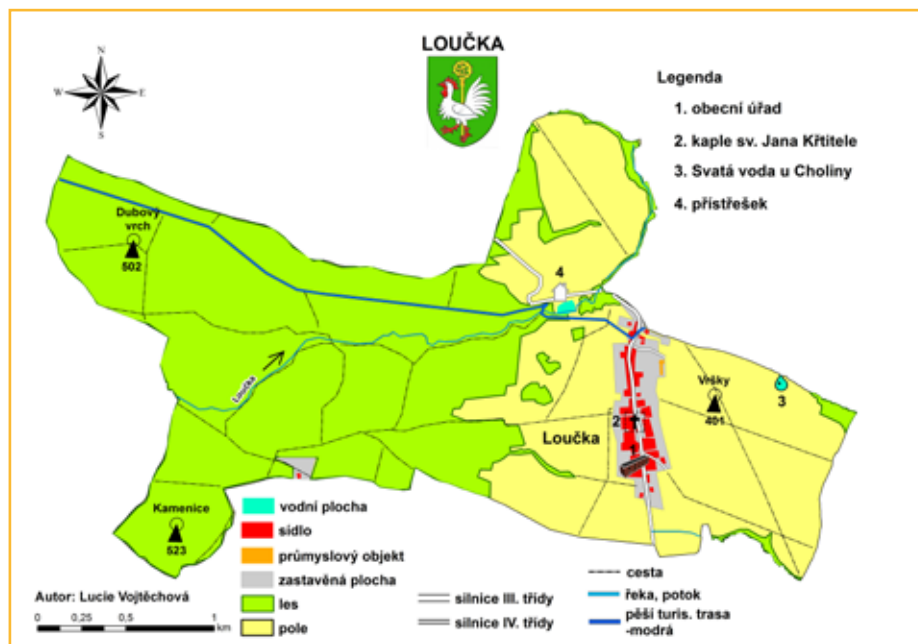 LOUČKA
N
W E
S
Legenda
1. obecní úřad
2. kaple sv. Jana Křtitele
3. Svatá voda u Choliny
4. přístřešek
Dubový
vrch
502
4
Loučka
Vršky
401
3
2
Loučka
1
Kamenice
523
vodní plocha
sídlo
průmyslový objekt
zastavěná plocha
les
pole
silnice III. třídy
silnice IV. třídy
cesta
řeka, potok
pěší turis. trasa
-modrá
Autor: Lucie Vojtěchová
0 0,25 0,5 1
km